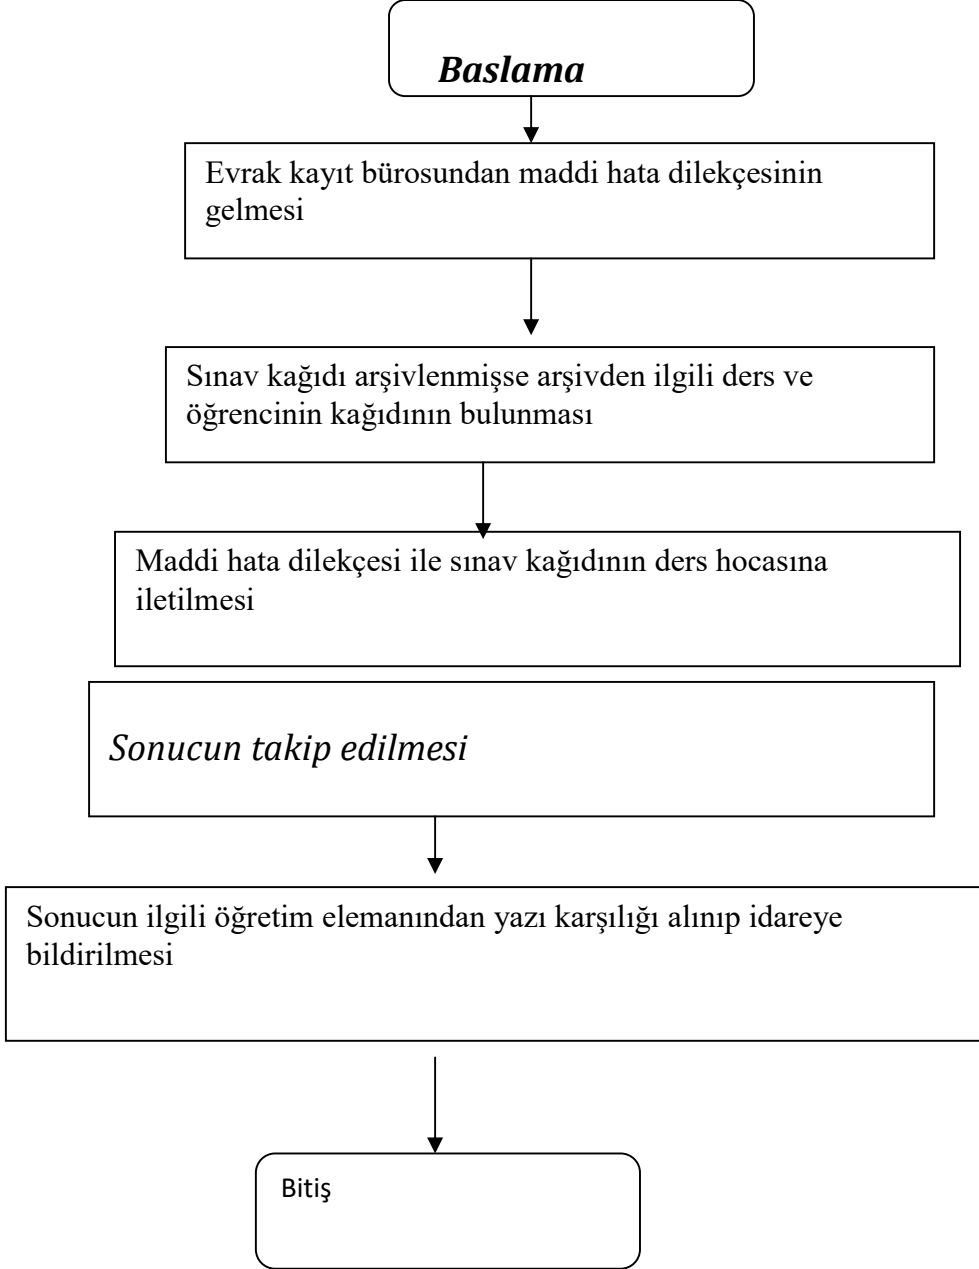 Baslama
Evrak kayıt bürosundan maddi hata dilekçesinin
gelmesi
Sınav kağıdı arşivlenmişse arşivden ilgili ders ve
öğrencinin kağıdının bulunması
Maddi hata dilekçesi ile sınav kağıdının ders hocasına
iletilmesi
Sonucun takip edilmesi
Sonucun ilgili öğretim elemanından yazı karşılığı alınıp idareye
bildirilmesi
Bitiş